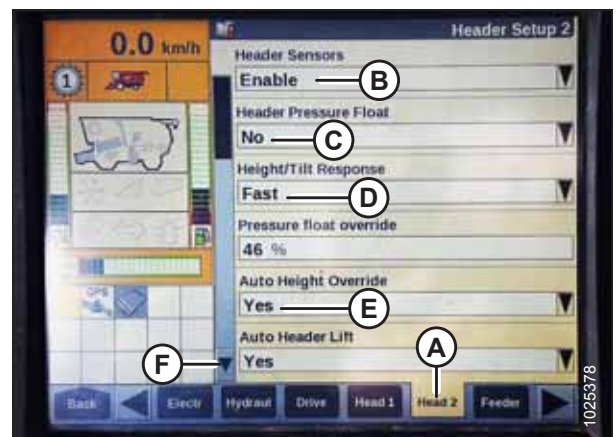 0.0 km/h
Header Setup 2
1
Header Sensors
Enable
B
Header Pressure Float
No
C
Height/Tilt Response
Fast
D
Pressure float override
46 %
Auto Height Override
Yes
E
Auto Header Lift
Yes
F
A
GPS
Back
Electr
Hydraul
Drive
Head 1
Head 2
Feeder
1025378